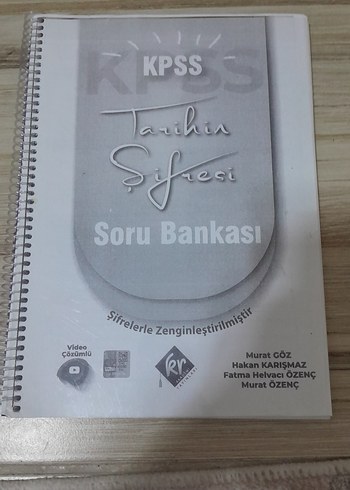 KPSS
KPSS
Tarihin
Şifresi
Soru Bankası
Şifrelerle Zenginleştirilmiştir
Video
Çözümlü
kr
Murat GÖZ
Hakan KARIŞMAZ
Fatma Helvacı ÖZENÇ
Murat ÖZENÇ